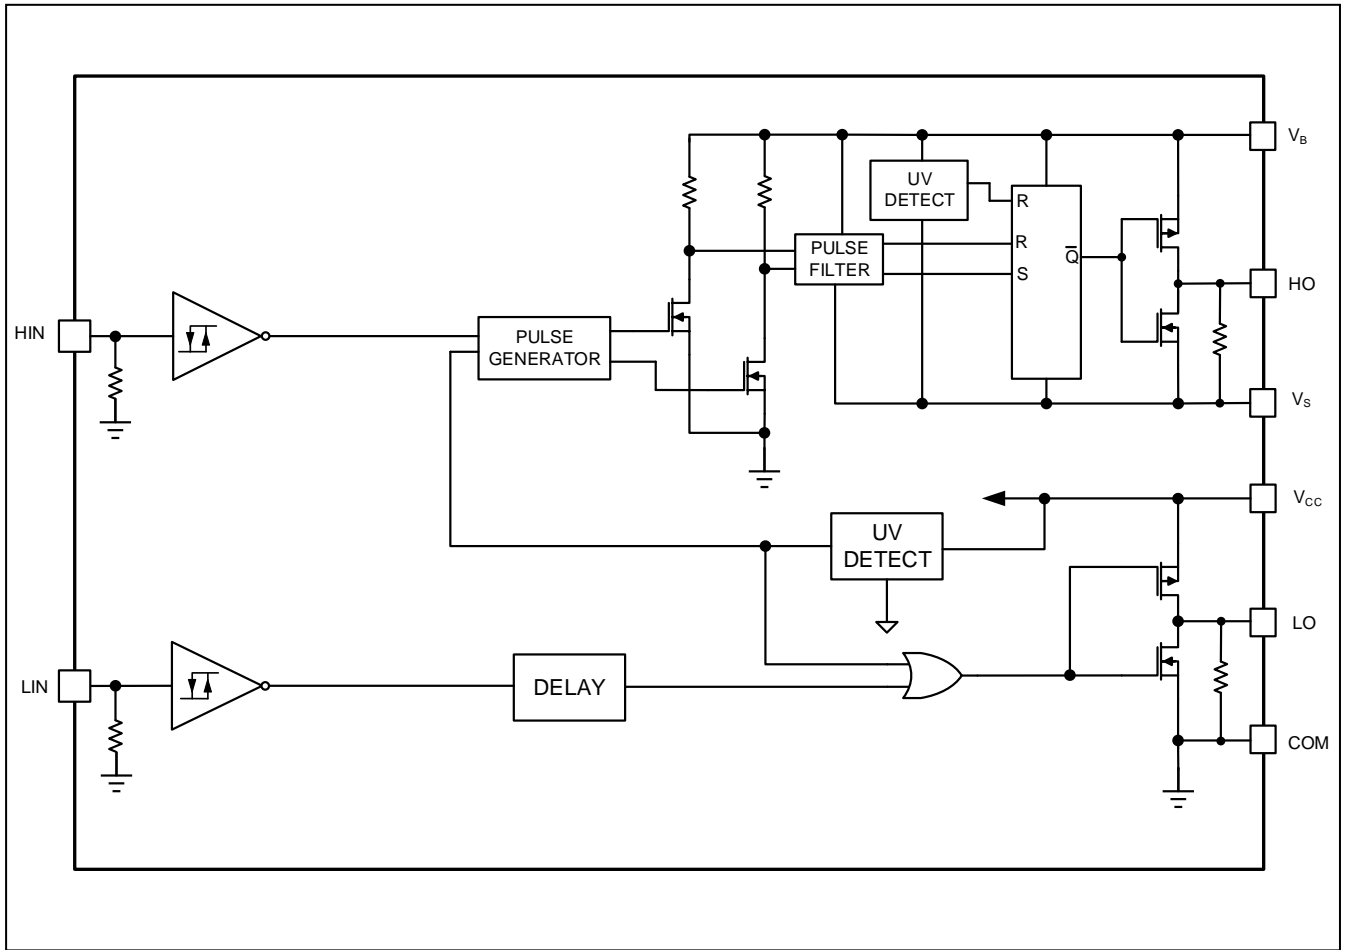 V_B
UV
DETECT
R
PULSE
FILTER
R
S
Q̅
HO
HIN
PULSE
GENERATOR
V_S
V_CC
UV
DETECT
LO
LIN
DELAY
COM